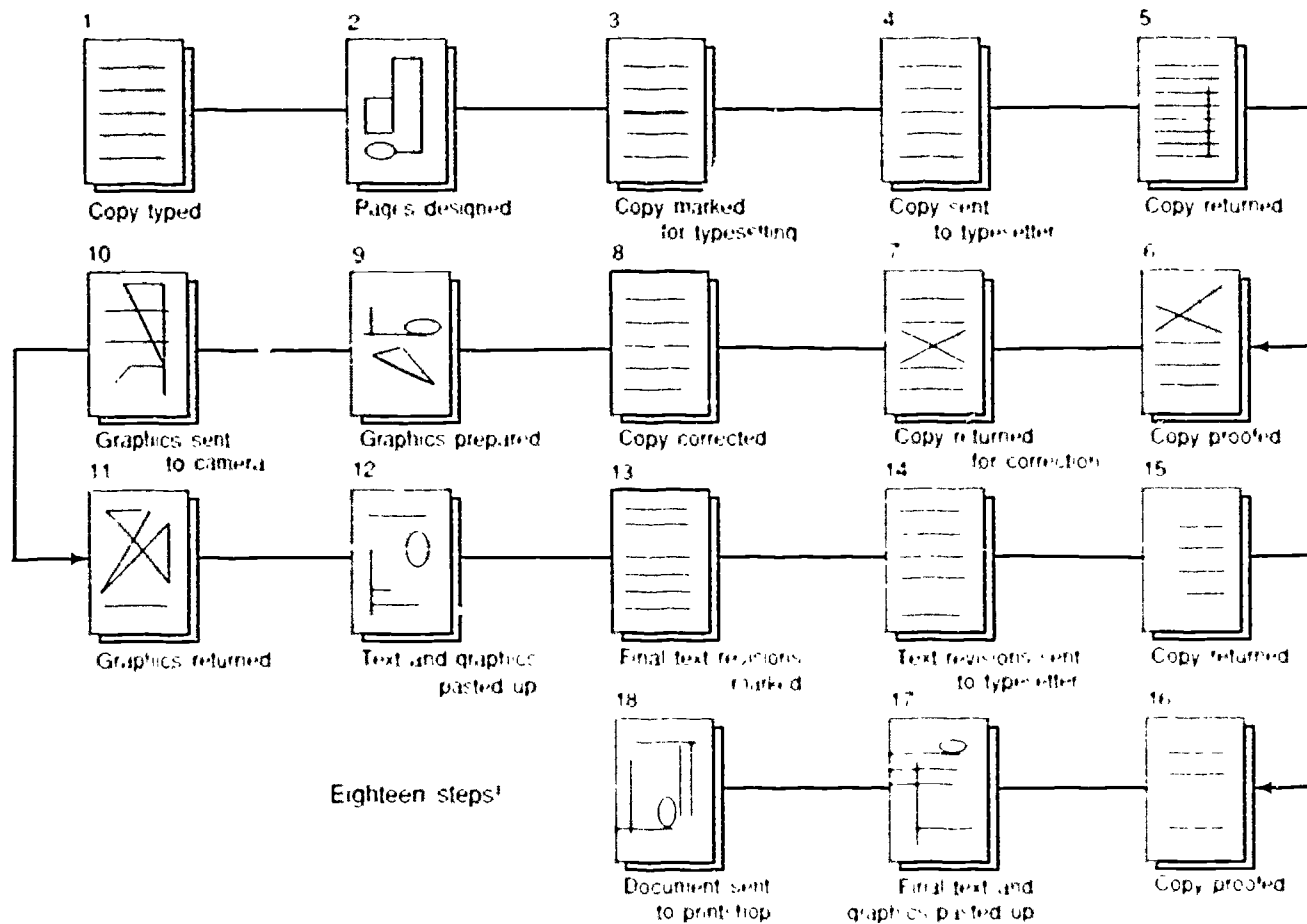 1
Copy typed
2
Pages designed
3
Copy marked
for typesetting
4
Copy sent
to typesetter
5
Copy returned
6
Copy proofed
7
Copy returned
for correction
8
Copy corrected
9
Graphics prepared
10
Graphics sent
to camera
11
Graphics returned
12
Text and graphics
pasted up
13
Final text revisions
marked
14
Text revisions sent
to typesetter
15
Copy returned
16
Copy proofed
17
Final text and
graphics pasted up
18
Document sent
to printshop
Eighteen steps!